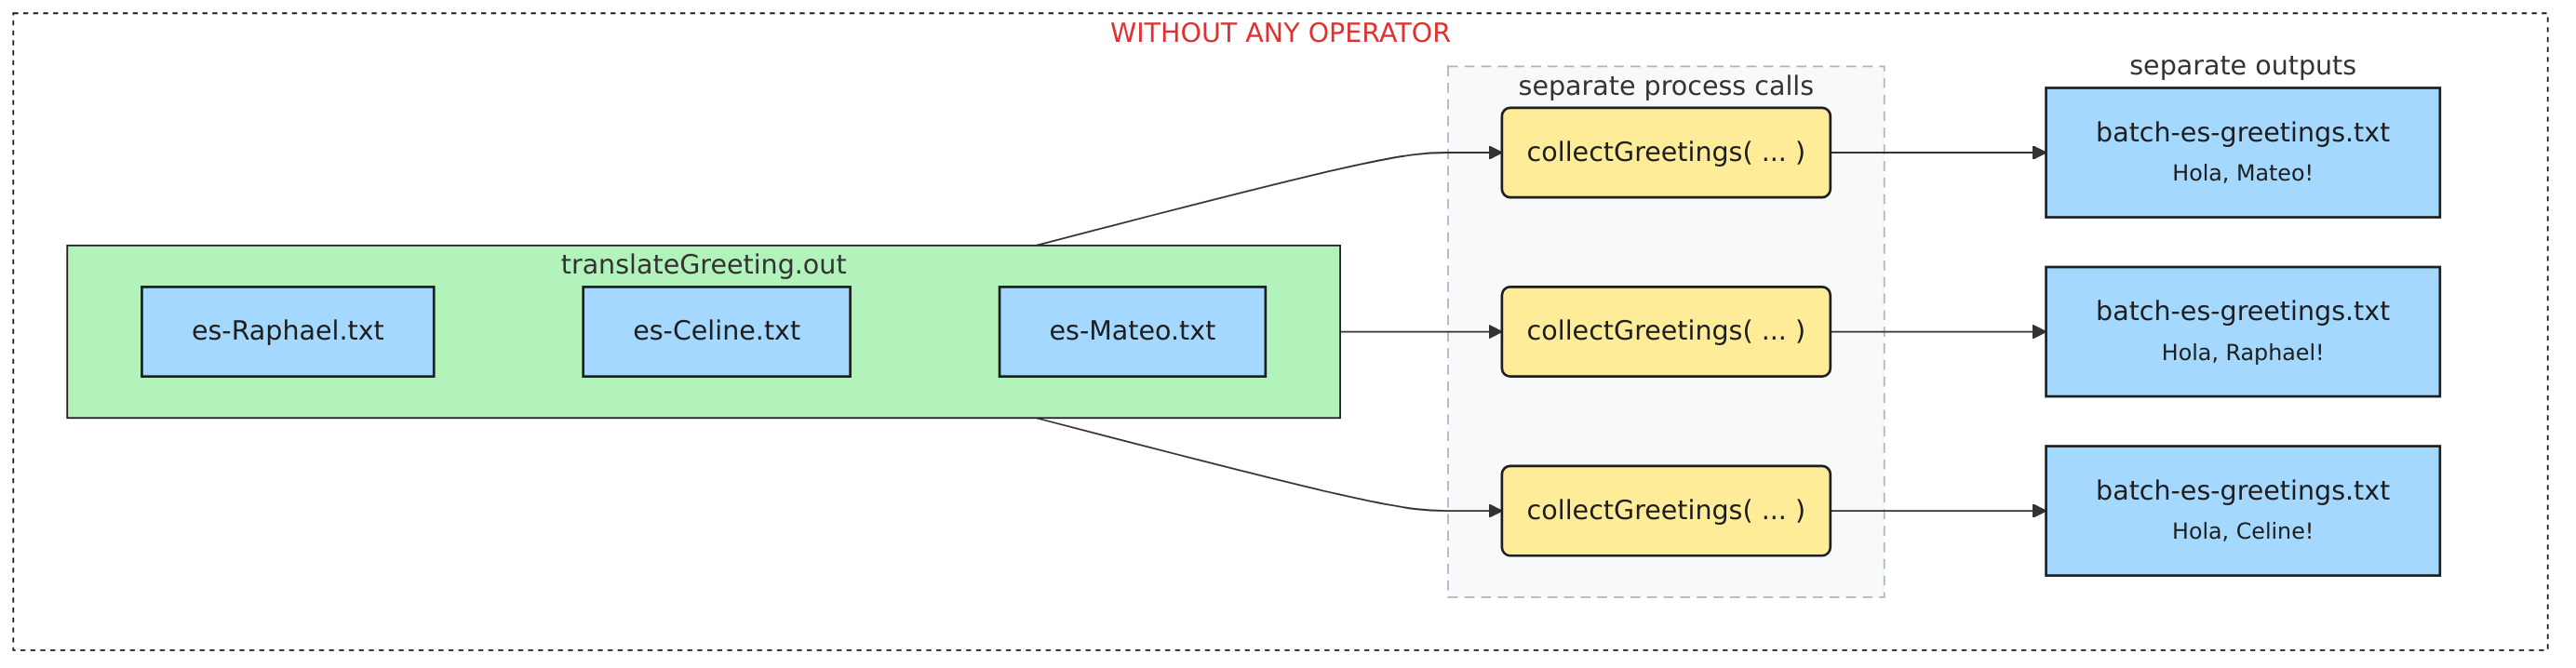 WITHOUT ANY OPERATOR
translateGreeting.out
es-Raphael.txt
es-Celine.txt
es-Mateo.txt
separate process calls
collectGreetings( ... )
collectGreetings( ... )
collectGreetings( ... )
separate outputs
batch-es-greetings.txt
Hola, Mateo!
batch-es-greetings.txt
Hola, Raphael!
batch-es-greetings.txt
Hola, Celine!